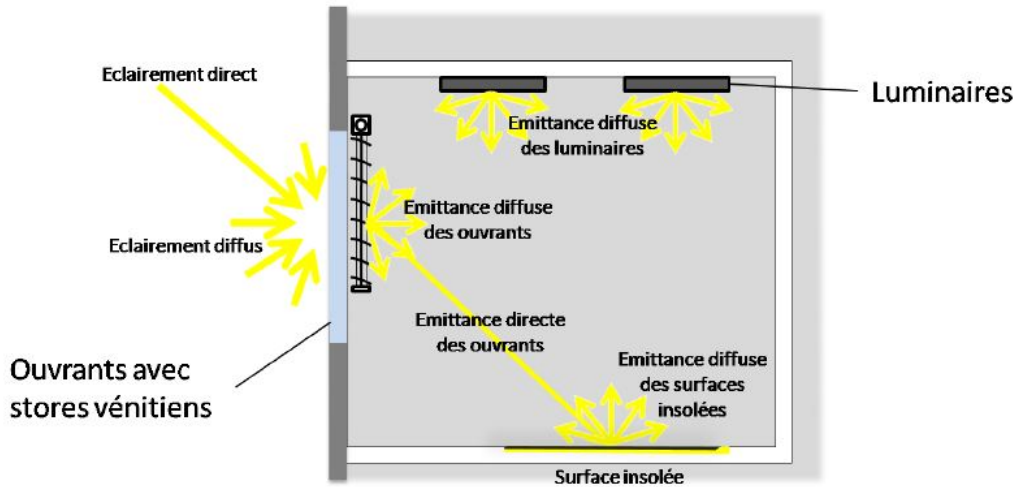 Eclairement direct
Luminaires
Emittance diffuse
des luminaires
Emittance diffuse
des ouvrants
Eclairement diffus
Emittance directe
des ouvrants
Ouvrants avec
stores vénitiens
Emittance diffuse
des surfaces
insolées
Surface insolée